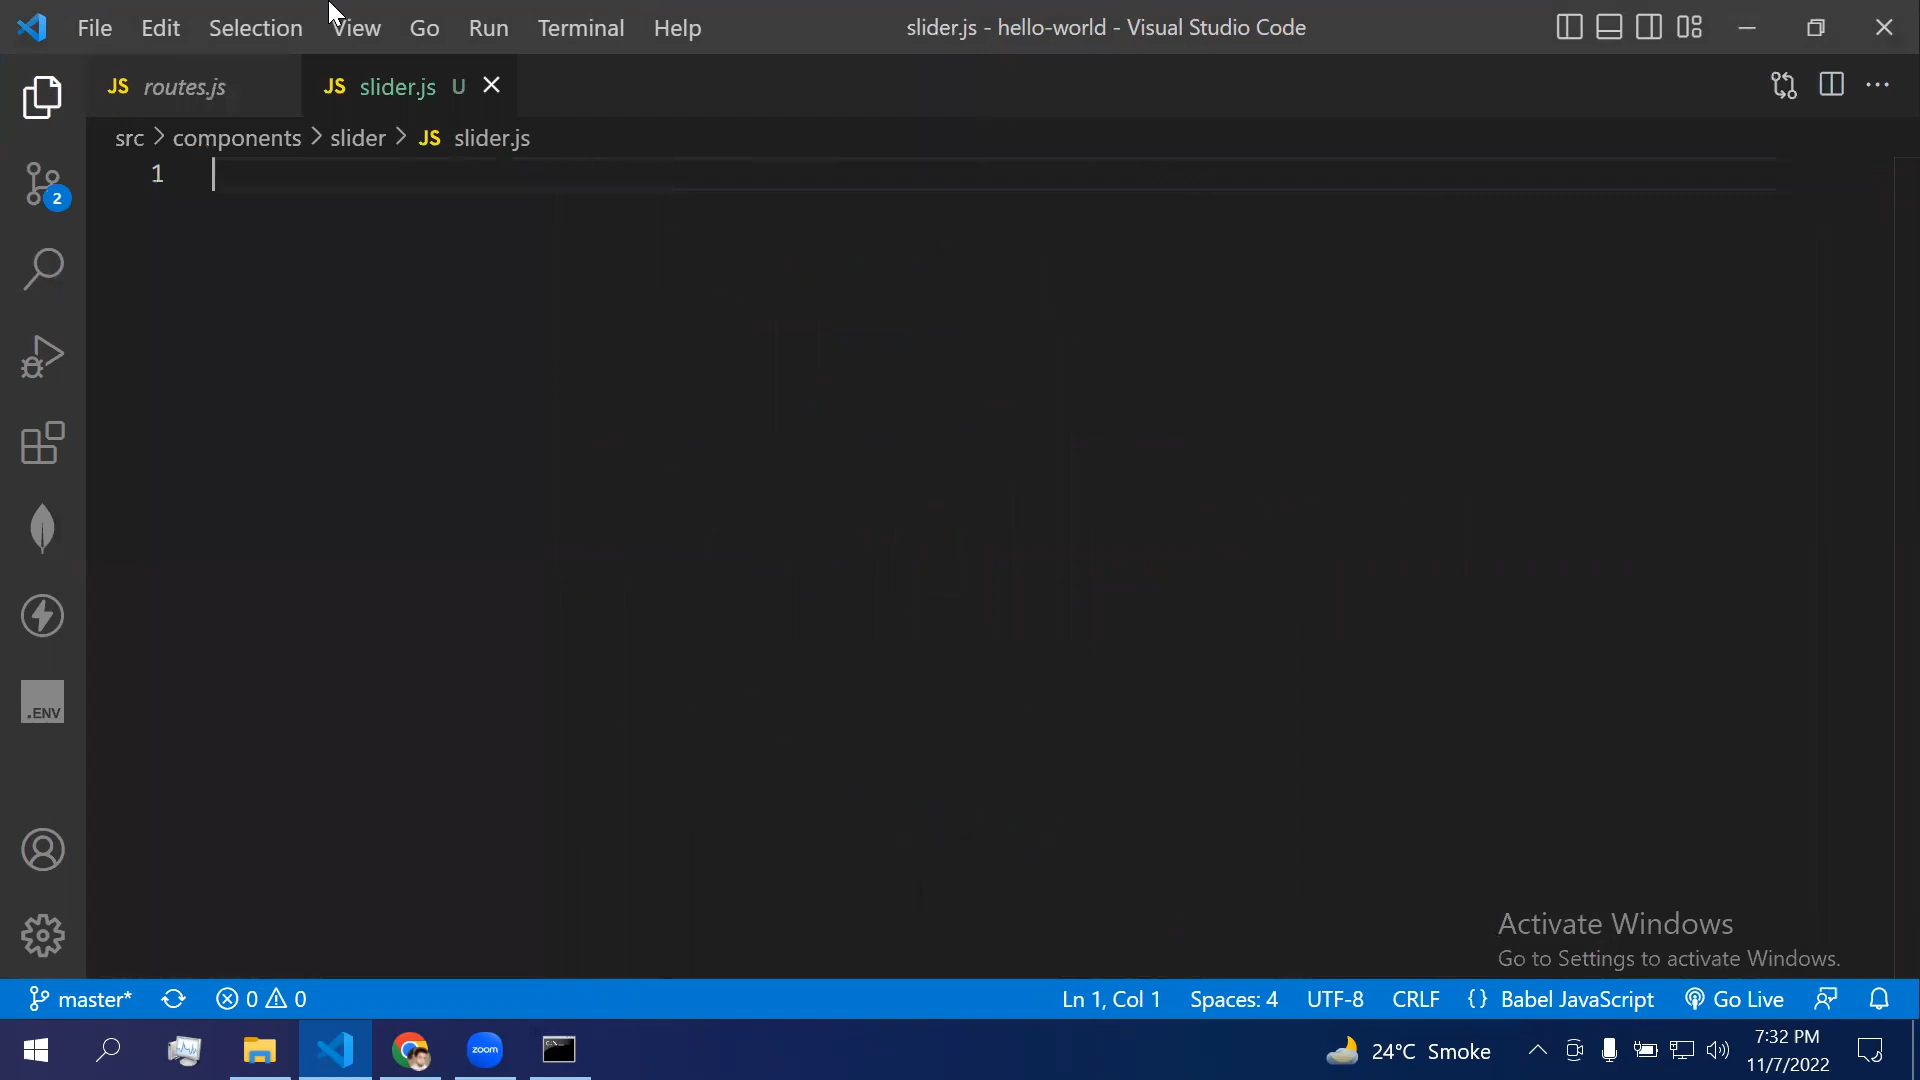 File Edit Selection View Go Run Terminal Help slider.js - hello-world - Visual Studio Code
JS routes.js JS slider.js U
src > components > slider > JS slider.js
1
2
.ENV
Activate Windows
Go to Settings to activate Windows.
master* 0 0 Ln 1, Col 1 Spaces: 4 UTF-8 CRLF {} Babel JavaScript Go Live
zoom C:\_ 24°C Smoke 7:32 PM
11/7/2022